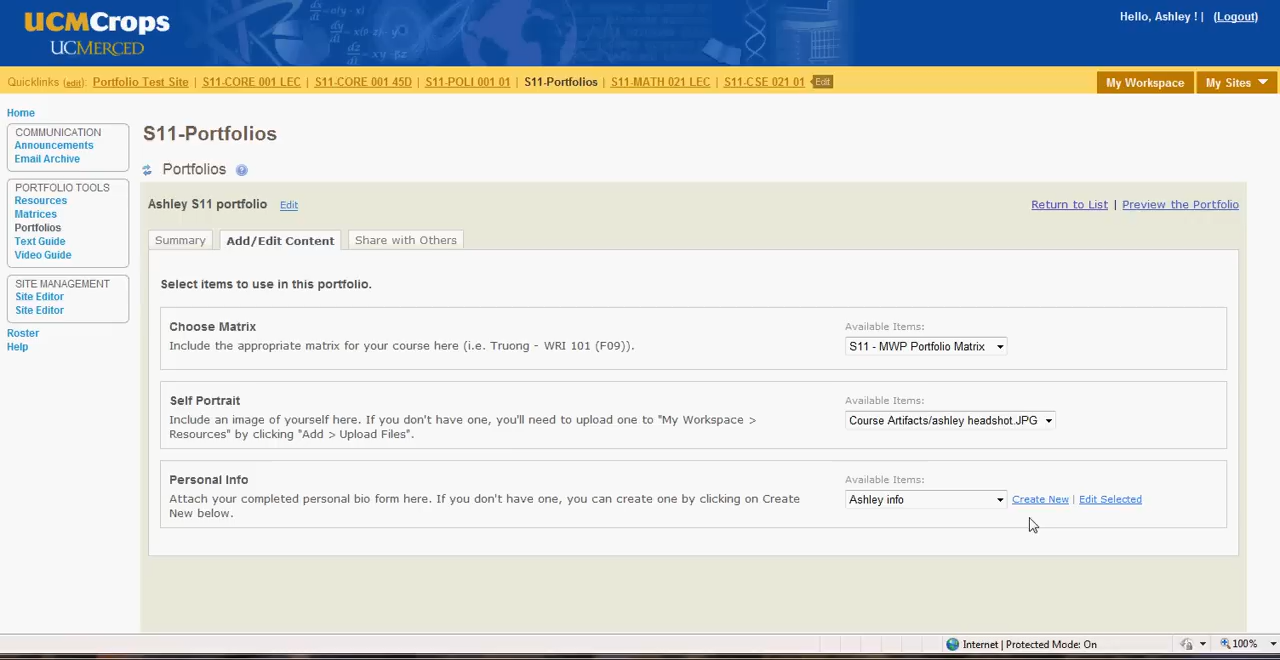 UCMCrops
UCMERCED
Hello, Ashley ! | (Logout)
Quicklinks (edit): Portfolio Test Site | S11-CORE 001 LEC | S11-CORE 001 45D | S11-POLI 001 01 | S11-Portfolios | S11-MATH 021 LEC | S11-CSE 021 01 Edit
My Workspace
My Sites
Home
COMMUNICATION
Announcements
Email Archive
PORTFOLIO TOOLS
Resources
Matrices
Portfolios
Text Guide
Video Guide
SITE MANAGEMENT
Site Editor
Site Editor
Roster
Help
S11-Portfolios
Portfolios ?
Ashley S11 portfolio Edit
Return to List | Preview the Portfolio
Summary
Add/Edit Content
Share with Others
Select items to use in this portfolio.
Choose Matrix
Include the appropriate matrix for your course here (i.e. Truong - WRI 101 (F09)).
Available Items:
S11 - MWP Portfolio Matrix
Self Portrait
Include an image of yourself here. If you don't have one, you'll need to upload one to "My Workspace >
Resources" by clicking "Add > Upload Files".
Available Items:
Course Artifacts/ashley headshot.JPG
Personal Info
Attach your completed personal bio form here. If you don't have one, you can create one by clicking on Create
New below.
Available Items:
Ashley info
Create New | Edit Selected
Internet | Protected Mode: On
100%